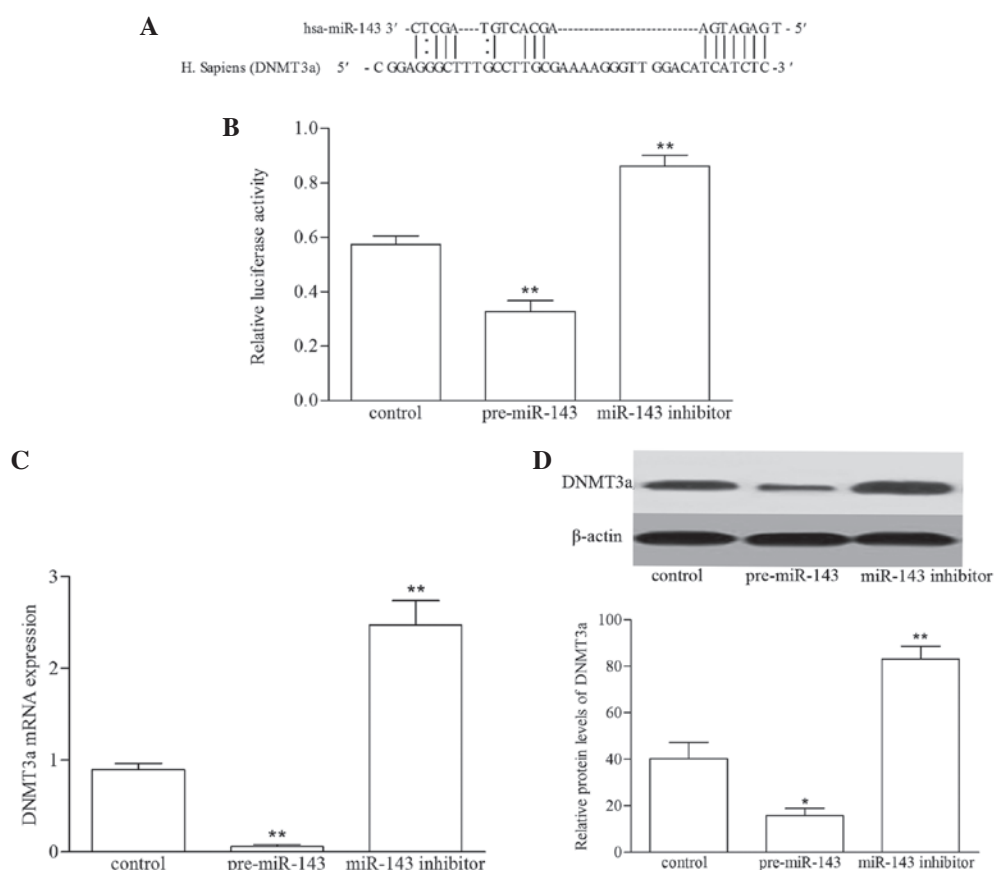 A
hsa-miR-143 3′ -CTCGA----TGTCACGA----------------------AGTAGAGT - 5′
H. Sapiens (DNMT3a) 5′ - CGGAGGGCTTTGCCTTGCGAAAAGGGTT GGACATCATCTC -3′
B
Relative luciferase activity
1.0
0.8
0.6
0.4
0.2
0.0
**
**
control pre-miR-143 miR-143 inhibitor
C
DNMT3a mRNA expression
3
2
1
0
**
**
control pre-miR-143 miR-143 inhibitor
D
DNMT3a
β-actin
control pre-miR-143 miR-143 inhibitor
Relative protein levels of DNMT3a
100
80
60
40
20
0
*
**
control pre-miR-143 miR-143 inhibitor